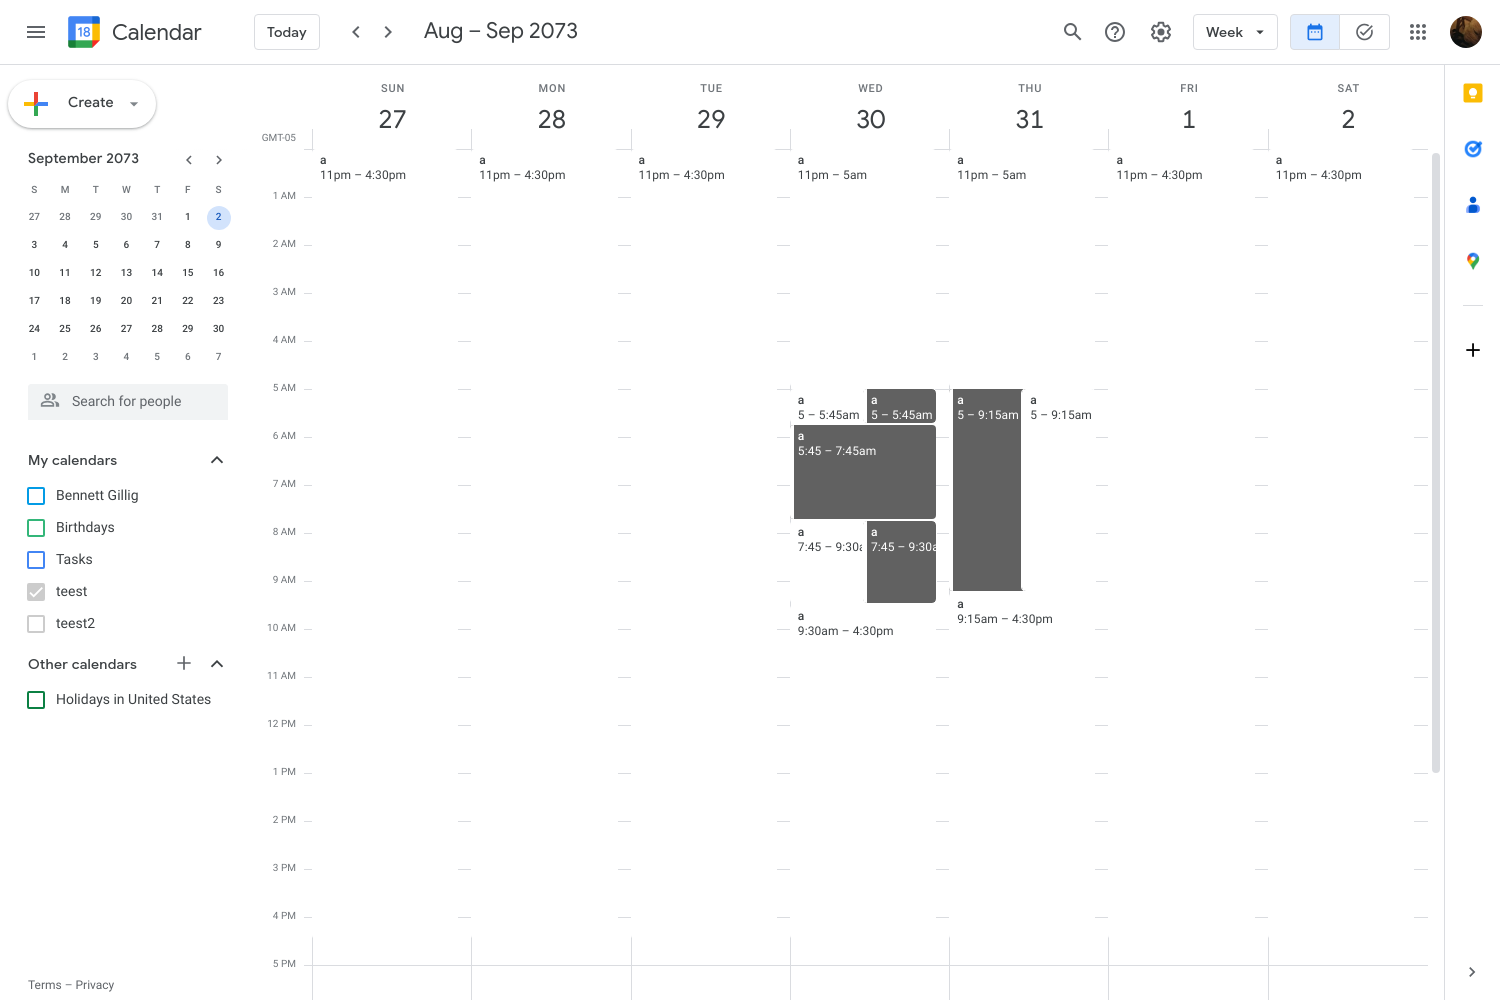 18 Calendar Today Aug – Sep 2073 Week
Create
September 2073
S M T W T F S
27 28 29 30 31 1 2
3 4 5 6 7 8 9
10 11 12 13 14 15 16
17 18 19 20 21 22 23
24 25 26 27 28 29 30
1 2 3 4 5 6 7
Search for people
My calendars
Bennett Gillig
Birthdays
Tasks
teest
teest2
Other calendars
Holidays in United States
Terms – Privacy
SUN MON TUE WED THU FRI SAT
27 28 29 30 31 1 2
GMT-05
a a a a a a a
11pm – 4:30pm 11pm – 4:30pm 11pm – 4:30pm 11pm – 5am 11pm – 5am 11pm – 4:30pm 11pm – 4:30pm
1 AM
2 AM
3 AM
4 AM
5 AM
a a a a
5 – 5:45am 5 – 5:45am 5 – 9:15am 5 – 9:15am
6 AM
a
5:45 – 7:45am
7 AM
8 AM
a a
7:45 – 9:30a 7:45 – 9:30a
9 AM
a
9:15am – 4:30pm
a
10 AM
9:30am – 4:30pm
11 AM
12 PM
1 PM
2 PM
3 PM
4 PM
5 PM